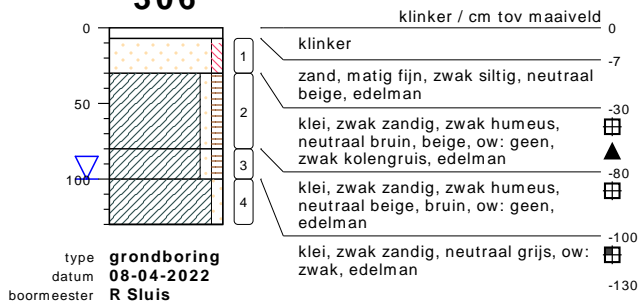 306
klinker / cm tov maaiveld
0
0
klinker
-7
1
zand, matig fijn, zwak siltig, neutraal
beige, edelman
-30
50
2
klei, zwak zandig, zwak humeus,
neutraal bruin, beige, ow: geen,
zwak kolengruis, edelman
-80
3
100
klei, zwak zandig, zwak humeus,
neutraal beige, bruin, ow: geen,
edelman
-100
4
klei, zwak zandig, neutraal grijs, ow:
zwak, edelman
-130
type grondboring
datum 08-04-2022
boormeester R Sluis